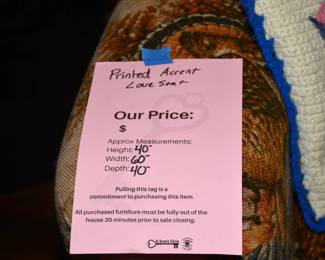 Printed Accent
Love Seat
Our Price:
$
Approx Measurements:
Height: 40"
Width: 60"
Depth: 40"
Pulling this tag is a
commitment to purchasing this item.
All purchased furniture must be fully out of the
house 30 minutes prior to sale closing.